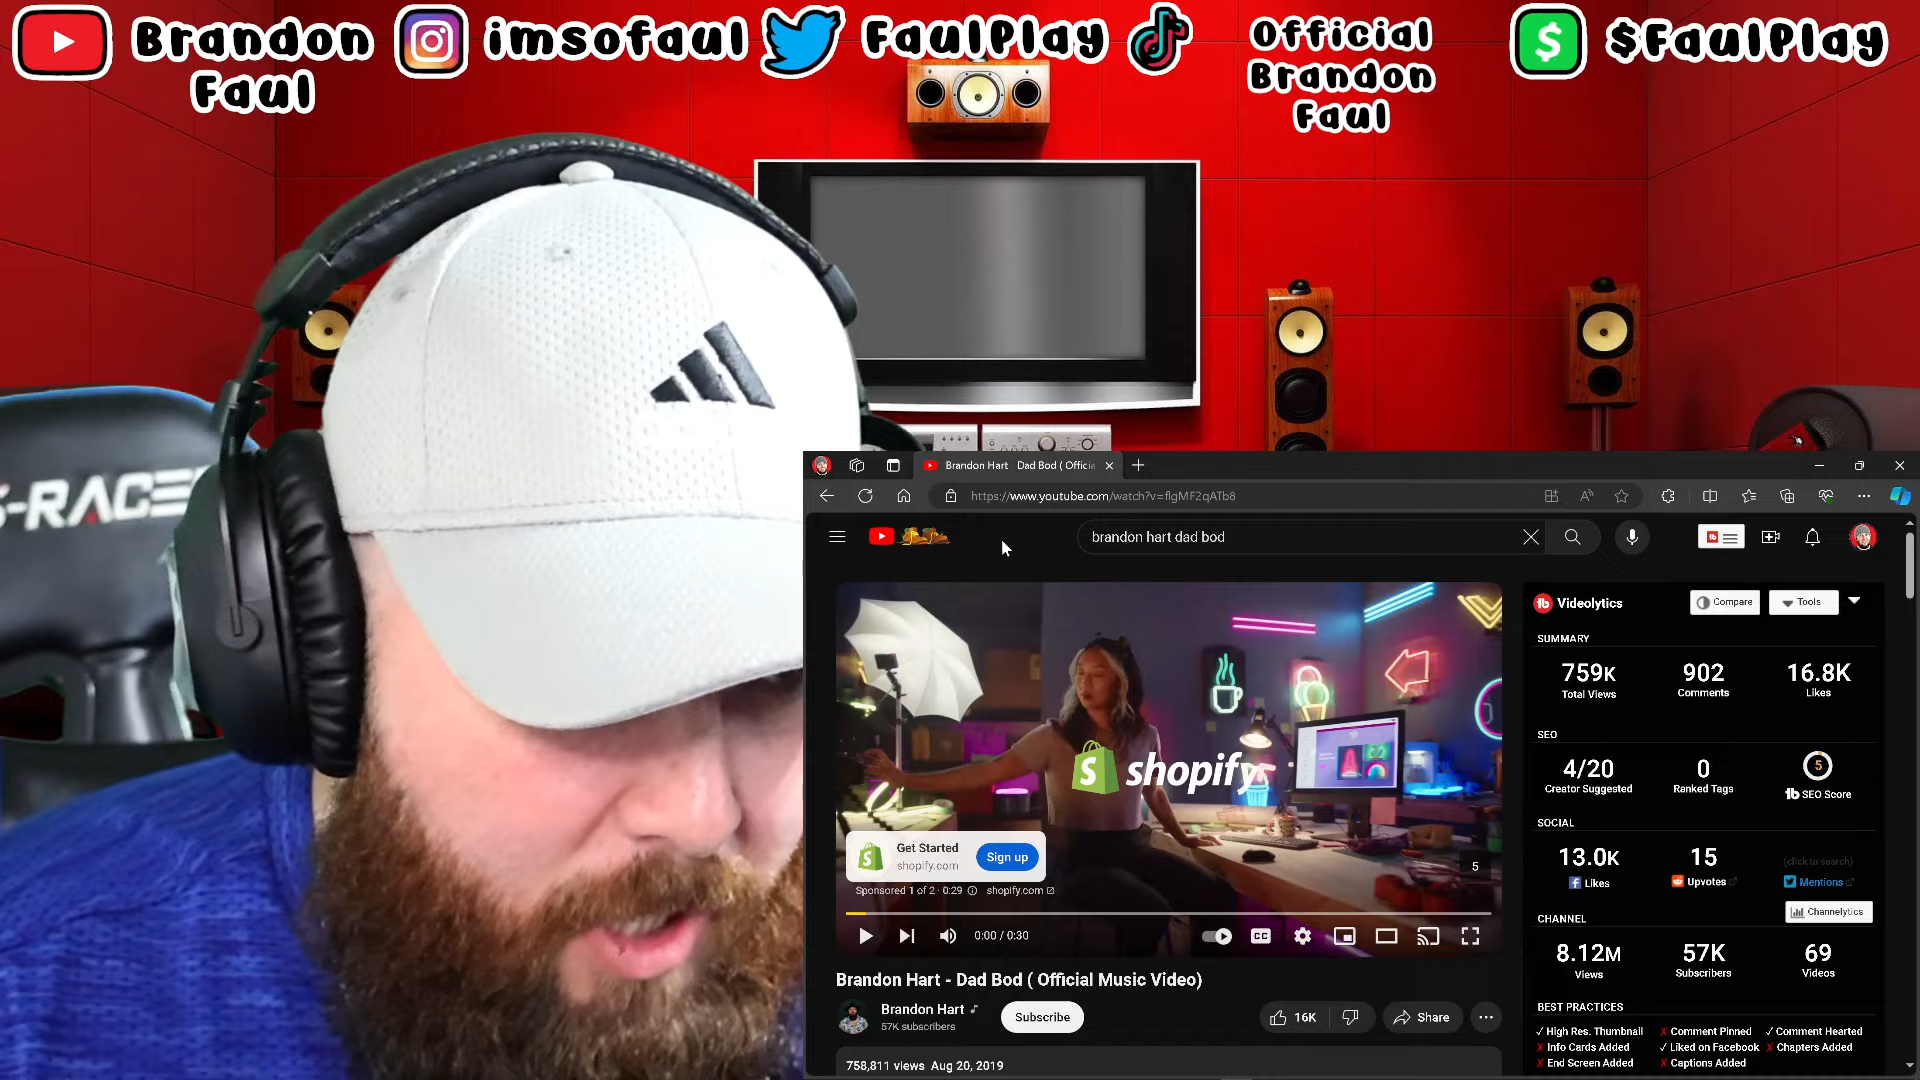 Brandon
Faul
imsofaul
FaulPlay
Official
Brandon
Faul
$FaulPlay
S-RACE
Brandon Hart Dad Bod ( Officia
https://www.youtube.com/watch?v=flgMF2qATb8
brandon hart dad bod
shopify
Get Started
shopify.com
Sign up
5
Sponsored 1 of 2 · 0:29
shopify.com
0:00 / 0:30
CC
Brandon Hart - Dad Bod ( Official Music Video)
Brandon Hart
57K subscribers
Subscribe
16K
Share
758,811 views Aug 20, 2019
Videolytics
Compare
Tools
SUMMARY
759K 902 16.8K
Total Views Comments Likes
SEO
4/20 0 5
Creator Suggested Ranked Tags SEO Score
SOCIAL
13.0K 15 (click to search)
Likes Upvotes Mentions
CHANNEL Channelytics
8.12M 57K 69
Views Subscribers Videos
BEST PRACTICES
✓ High Res. Thumbnail ✗ Comment Pinned ✓ Comment Hearted
✗ Info Cards Added ✓ Liked on Facebook ✗ Chapters Added
✗ End Screen Added ✗ Captions Added